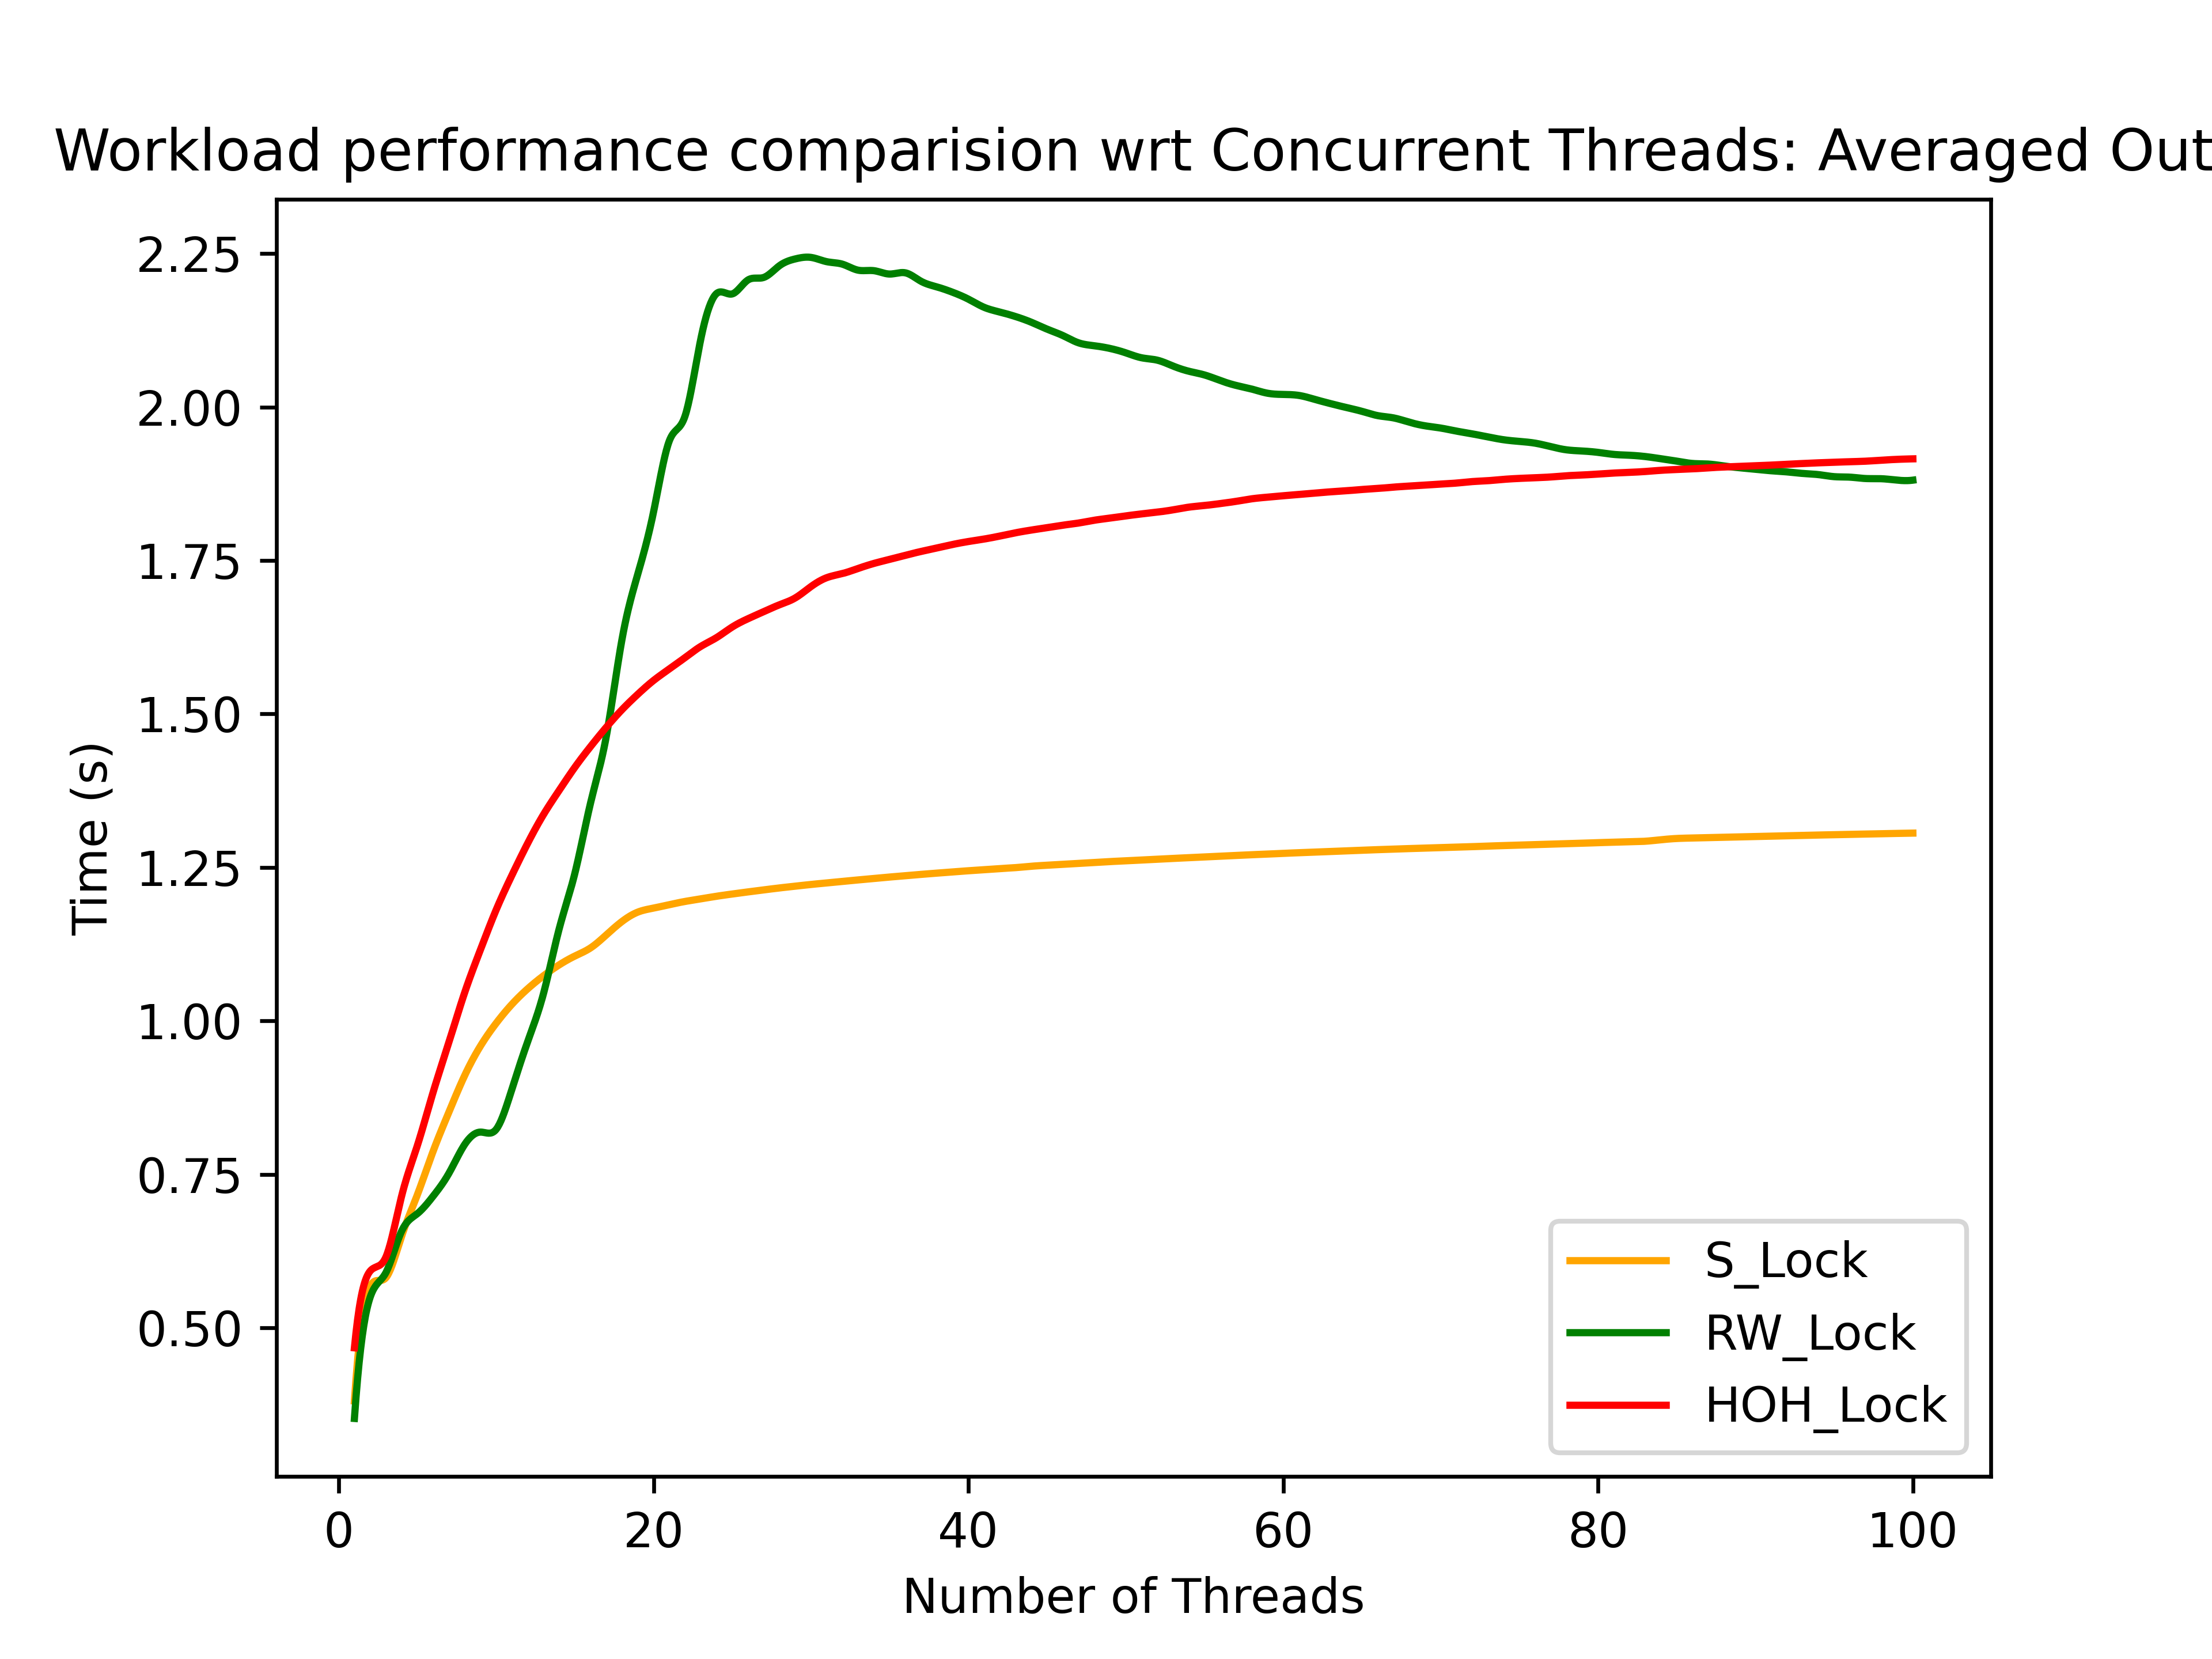 Workload performance comparision wrt Concurrent Threads: Averaged Out
2.25
2.00
1.75
1.50
1.25
1.00
0.75
0.50
Time (s)
S_Lock
RW_Lock
HOH_Lock
0 20 40 60 80 100
Number of Threads